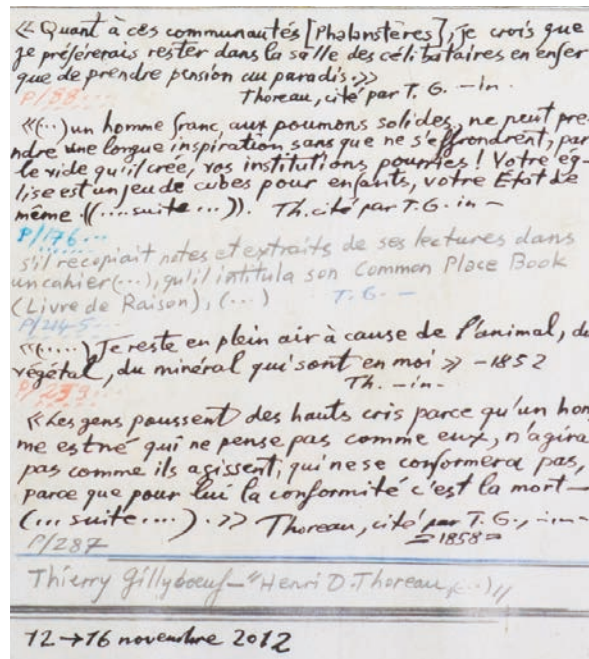 « Quant à ces communautés [Phalanstères], je crois que
je préférerais rester dans la salle des célibataires en enfer
que de prendre pension au paradis.»
P/88...
Thoreau, cité par T. G. -in-
«(...) un homme franc, aux poumons solides, ne peut pre-
ndre une longue inspiration sans que ne s'effrondrent, par
le vide qu'il crée, vos institutions pourries ! Votre ég-
lise est un jeu de cubes pour enfants, votre État de
même ((....suite...)). Th. cité par T.G. in -
P/176...
s'il recopiait notes et extraits de ses lectures dans
un cahier (...), qu'il intitula son Common Place Book
(Livre de Raison), (...) T. G. -
P/214-5...
«(.....) Je reste en plein air à cause de l'animal, du
végétal, du minéral qui sont en moi » -1852
Th. -in-
P/239...
«Les gens poussent des hauts cris parce qu'un hom
me est né qui ne pense pas comme eux, n'agira
pas comme ils agissent, qui ne se conformera pas,
parce que pour lui la conformité c'est la mort-
(... suite....).» Thoreau, cité par T. G., -in-
=1858=
P/287
Thierry Gillybœuf - "Henri D. Thoreau, (...)"
12→16 novembre 2012